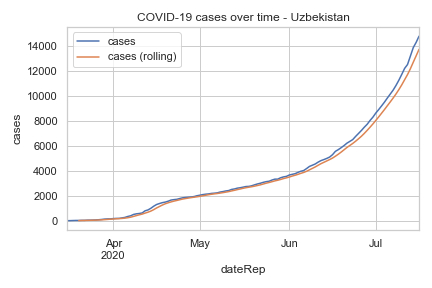 COVID-19 cases over time - Uzbekistan
cases
cases (rolling)
14000
12000
10000
8000
6000
4000
2000
0
cases
Apr
2020
May
Jun
Jul
dateRep